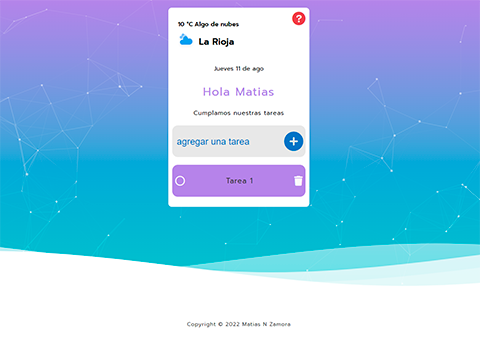 10 °C Algo de nubes
?
La Rioja
Jueves 11 de ago
Hola Matias
Cumplamos nuestras tareas
agregar una tarea
Tarea 1
Copyright © 2022 Matias N Zamora